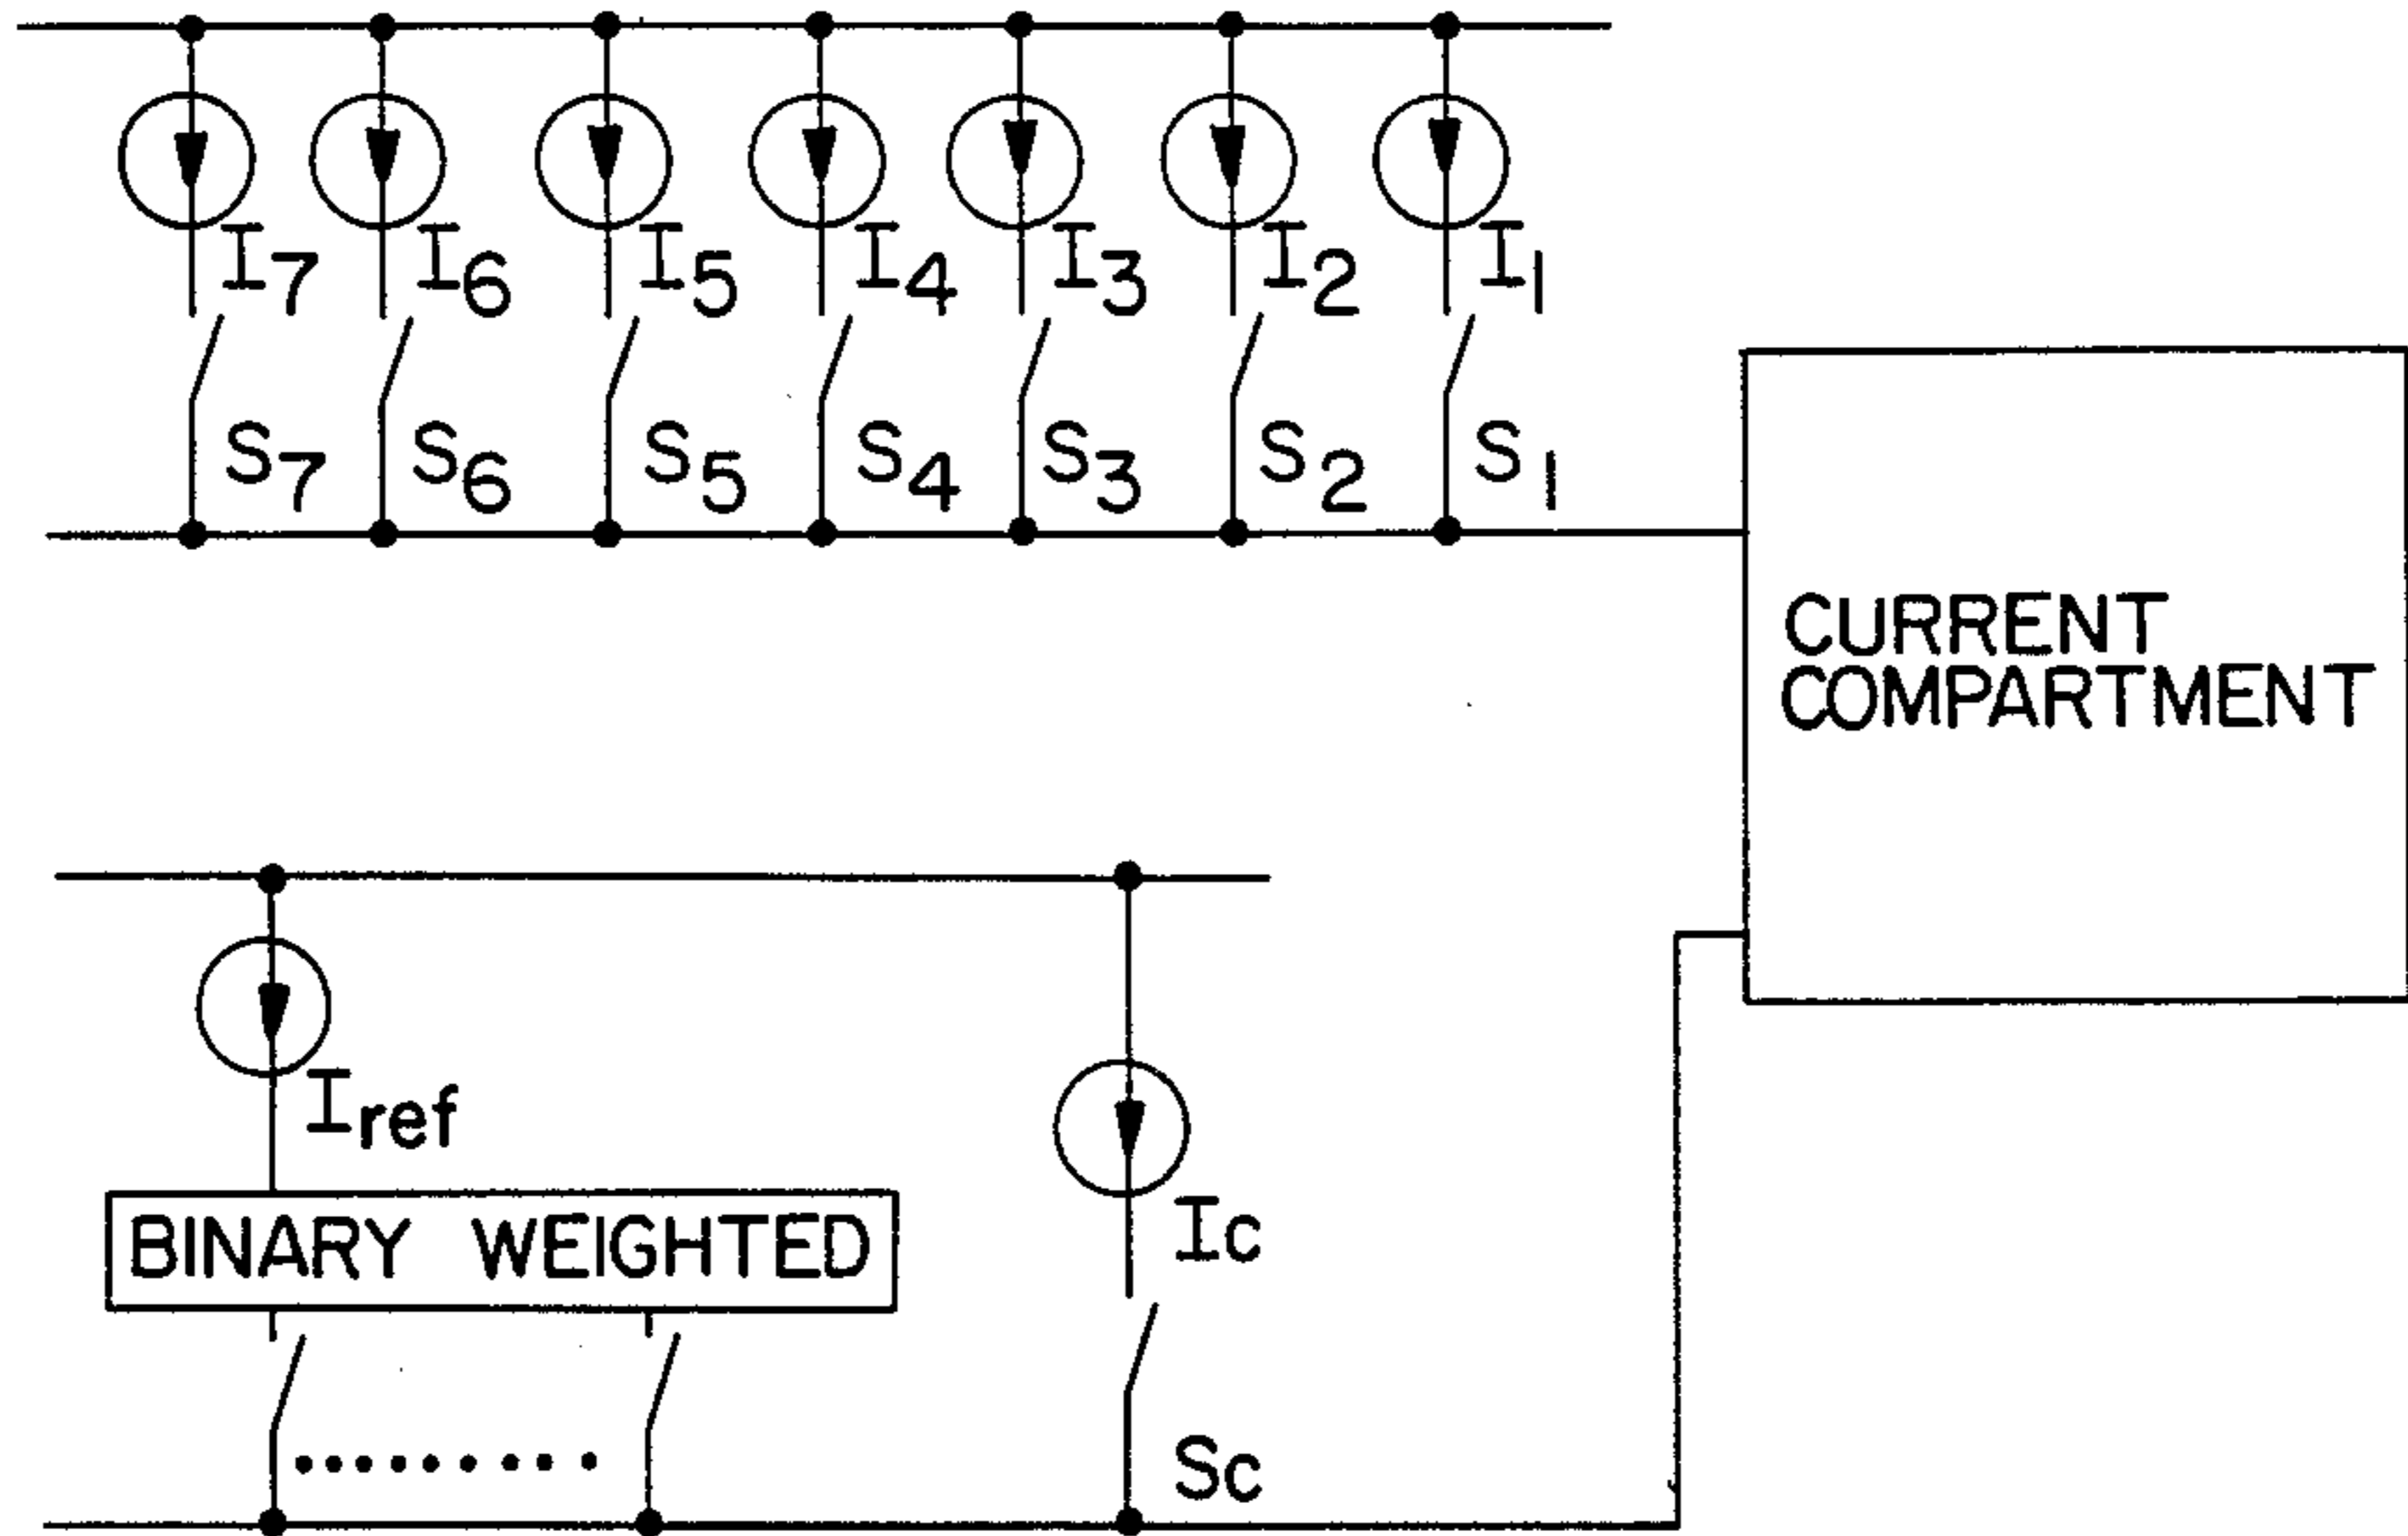 I7 I6 I5 I4 I3 I2 I1
S7 S6 S5 S4 S3 S2 S1
CURRENT
COMPARTMENT
Iref
BINARY WEIGHTED
Ic
Sc